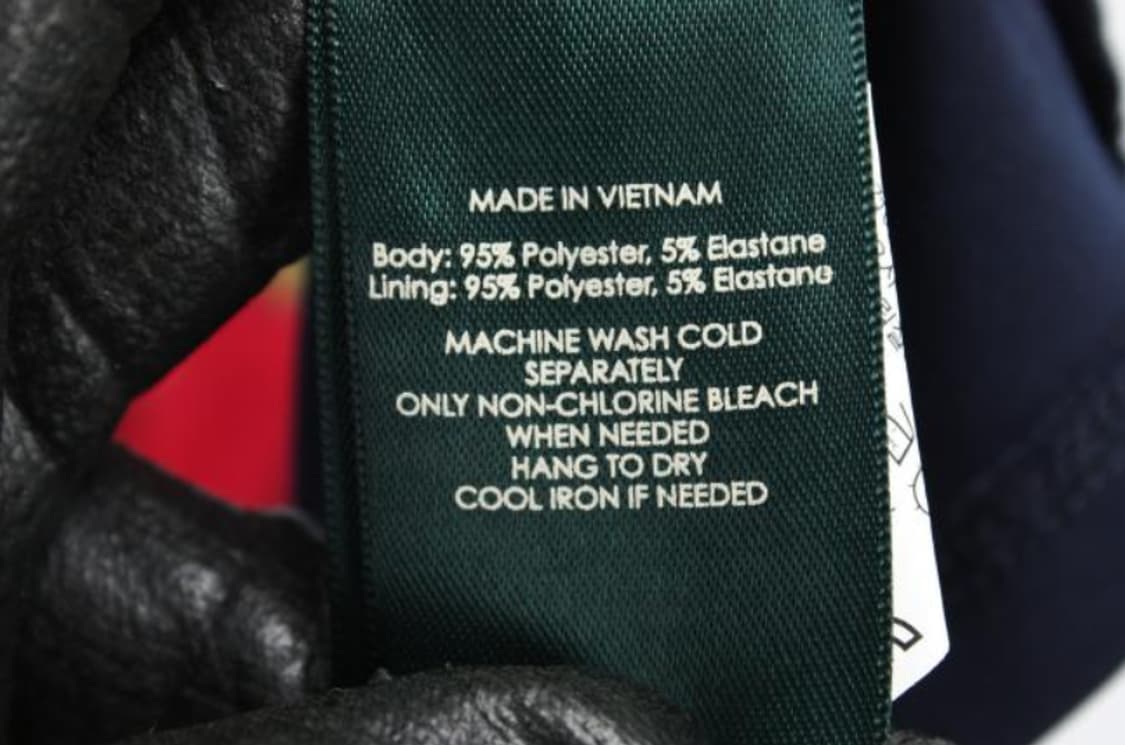 MADE IN VIETNAM
Body: 95% Polyester, 5% Elastane
Lining: 95% Polyester, 5% Elastane
MACHINE WASH COLD
SEPARATELY
ONLY NON-CHLORINE BLEACH
WHEN NEEDED
HANG TO DRY
COOL IRON IF NEEDED